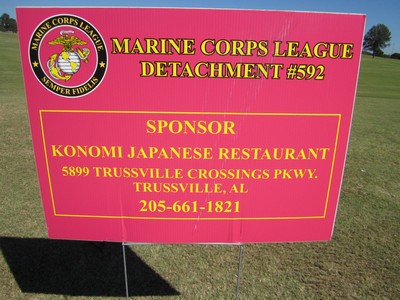 MARINE CORPS LEAGUE
SEMPER FIDELIS
MARINE CORPS LEAGUE
DETACHMENT #592
SPONSOR
KONOMI JAPANESE RESTAURANT
5899 TRUSSVILLE CROSSINGS PKWY.
TRUSSVILLE, AL
205-661-1821